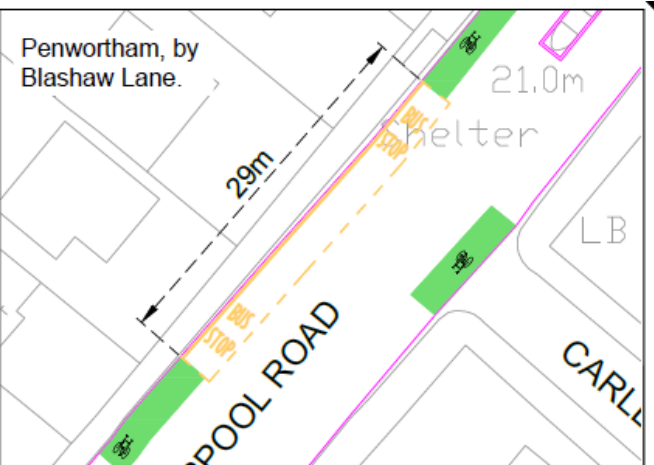 Penwortham, by
Blashaw Lane.
21.0m
Shelter
BUS
STOP
29m
LB
BUS
STOP
POOL ROAD
CARL